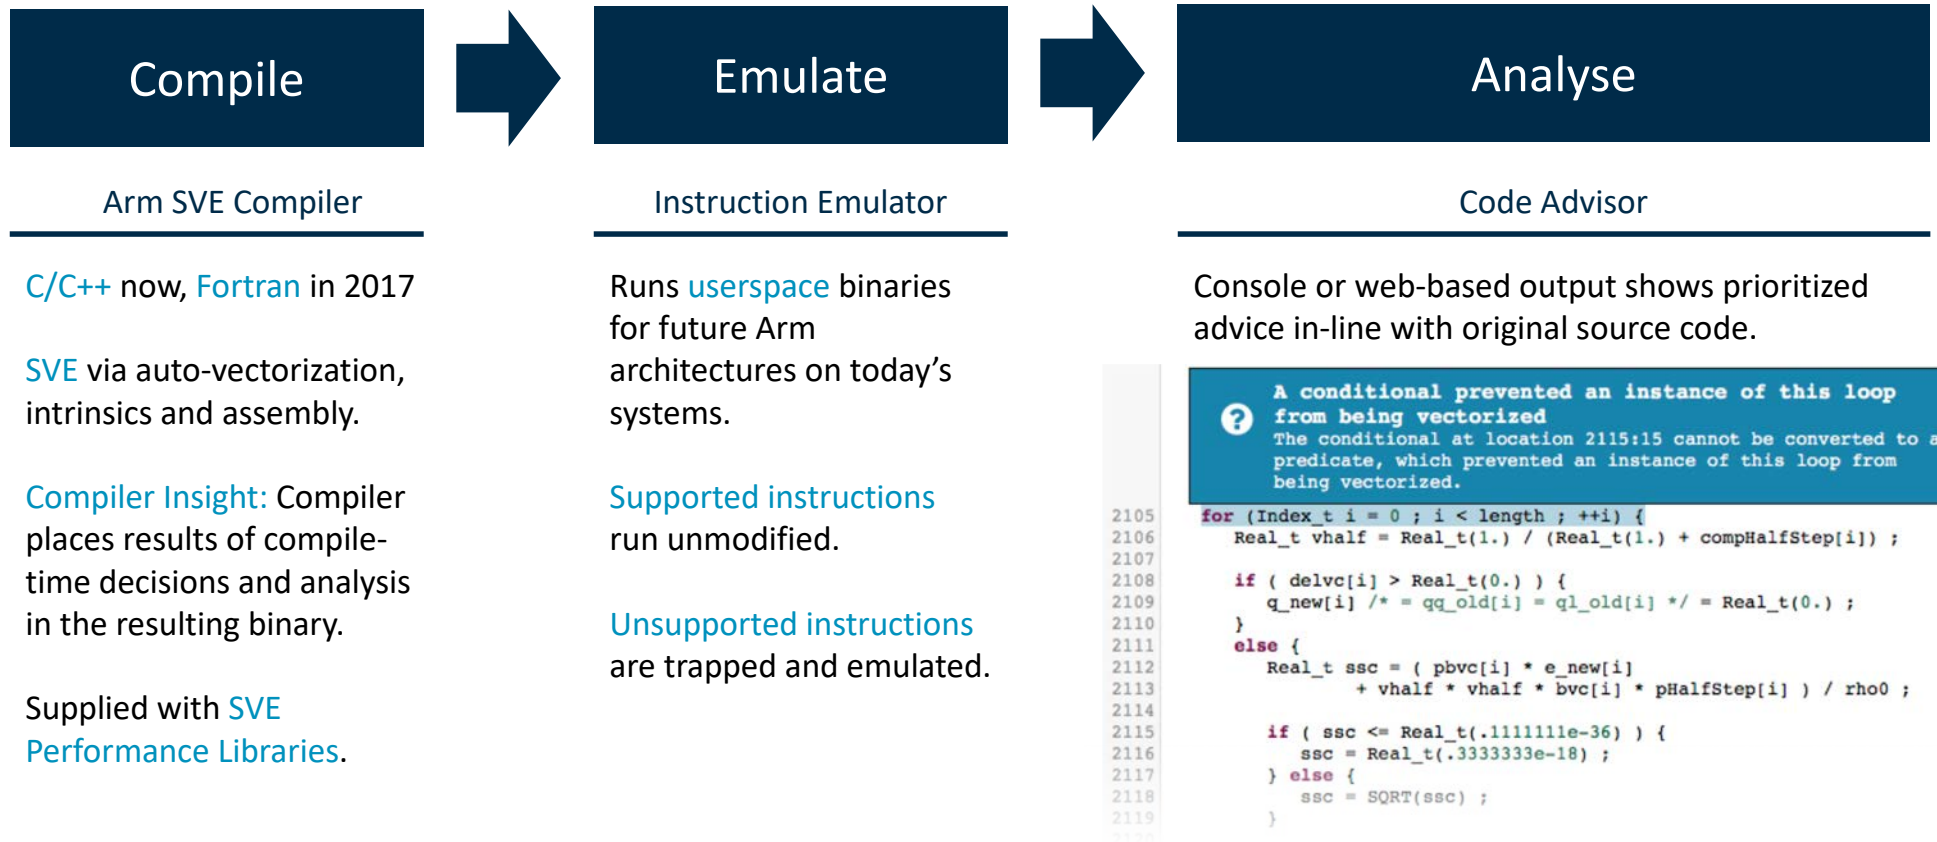 Compile
Emulate
Analyse
Arm SVE Compiler
C/C++ now, Fortran in 2017
SVE via auto-vectorization,
intrinsics and assembly.
Compiler Insight: Compiler
places results of compile-
time decisions and analysis
in the resulting binary.
Supplied with SVE
Performance Libraries.
Instruction Emulator
Runs userspace binaries
for future Arm
architectures on today’s
systems.
Supported instructions
run unmodified.
Unsupported instructions
are trapped and emulated.
Code Advisor
Console or web-based output shows prioritized
advice in-line with original source code.
A conditional prevented an instance of this loop
from being vectorized
The conditional at location 2115:15 cannot be converted to a
predicate, which prevented an instance of this loop from
being vectorized.
2105 for (Index_t i = 0 ; i < length ; ++i) {
2106 Real_t vhalf = Real_t(1.) / (Real_t(1.) + compHalfStep[i]) ;
2107
2108 if ( delvc[i] > Real_t(0.) ) {
2109 q_new[i] /* = qq_old[i] = ql_old[i] */ = Real_t(0.) ;
2110 }
2111 else {
2112 Real_t ssc = ( pbvc[i] * e_new[i]
2113 + vhalf * vhalf * bvc[i] * pHalfStep[i] ) / rho0 ;
2114
2115 if ( ssc <= Real_t(.1111111e-36) ) {
2116 ssc = Real_t(.3333333e-18) ;
2117 } else {
2118 ssc = SQRT(ssc) ;
2119 }